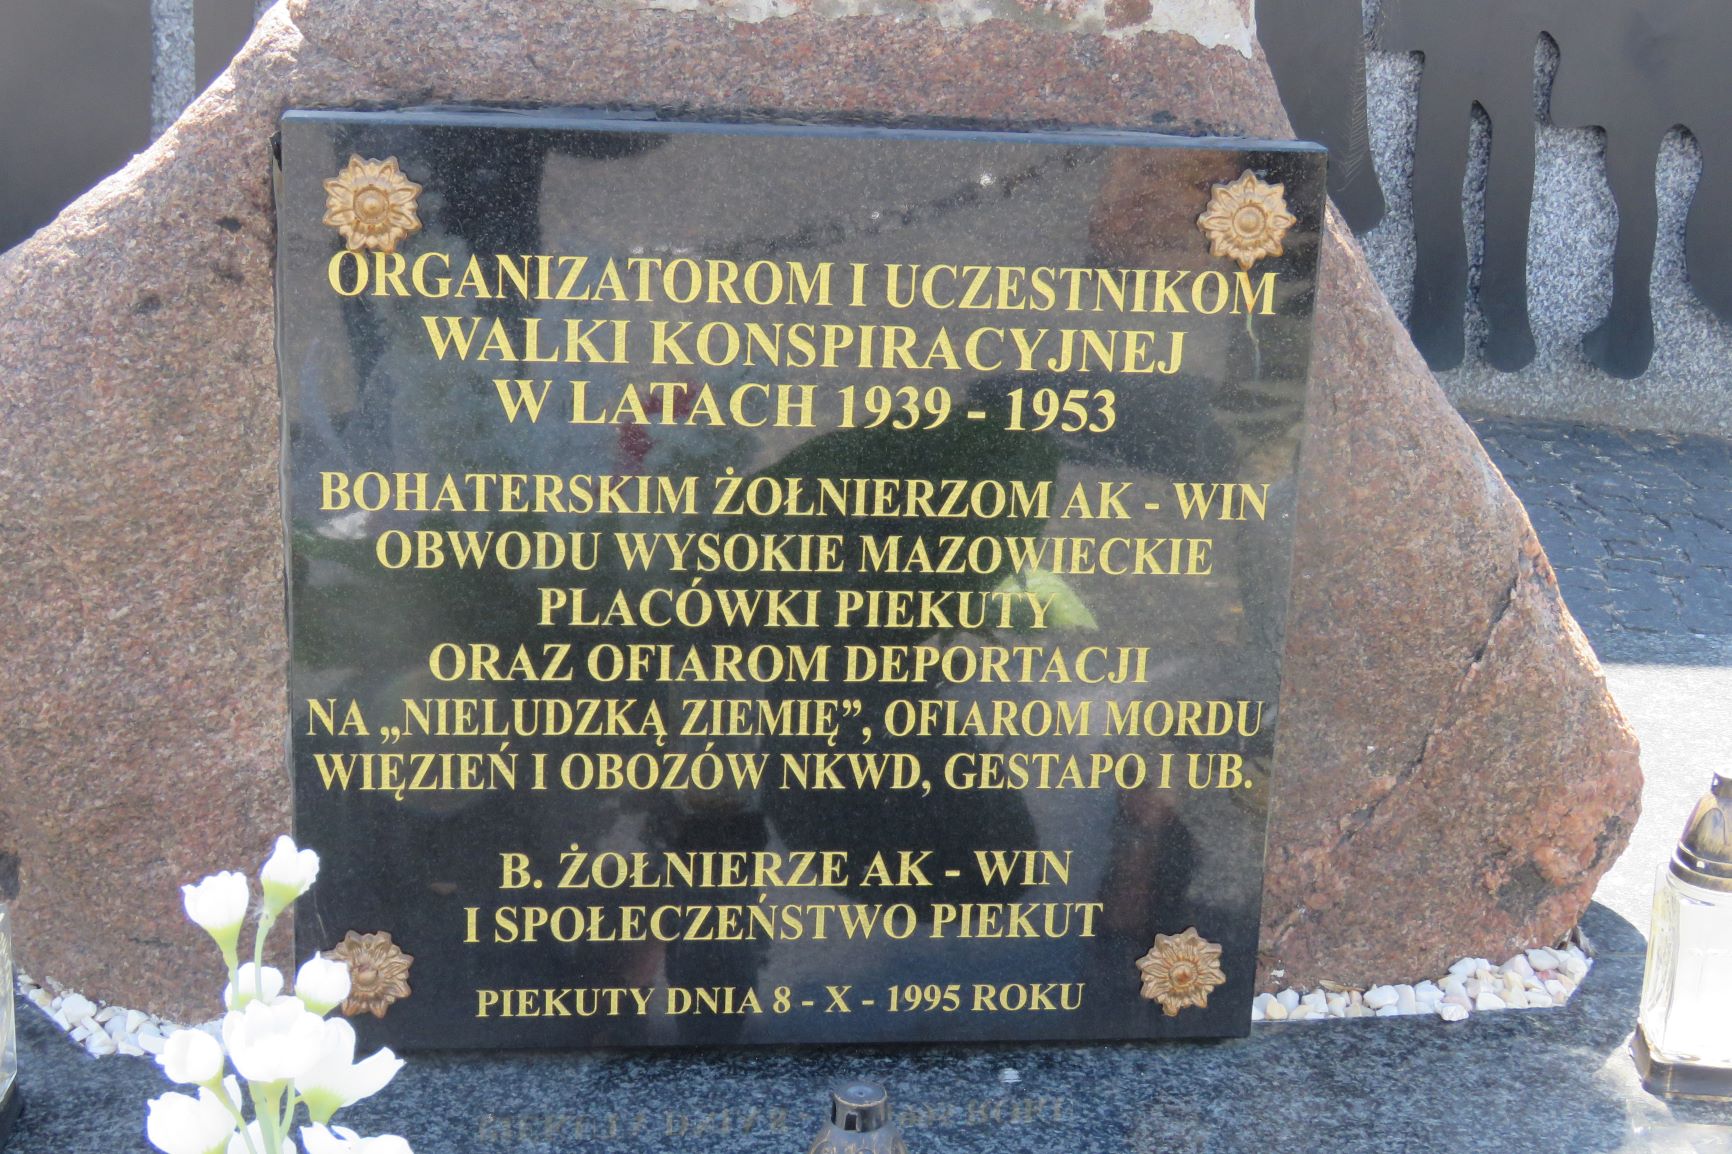 ORGANIZATOROM I UCZESTNIKOM
WALKI KONSPIRACYJNEJ
W LATACH 1939 - 1953
BOHATERSKIM ŻOŁNIERZOM AK - WIN
OBWODU WYSOKIE MAZOWIECKIE
PLACÓWKI PIEKUTY
ORAZ OFIAROM DEPORTACJI
NA „NIELUDZKĄ ZIEMIĘ”, OFIAROM MORDU
WIĘZIEŃ I OBOZÓW NKWD, GESTAPO I UB.
B. ŻOŁNIERZE AK - WIN
I SPOŁECZEŃSTWO PIEKUT
PIEKUTY DNIA 8 - X - 1995 ROKU